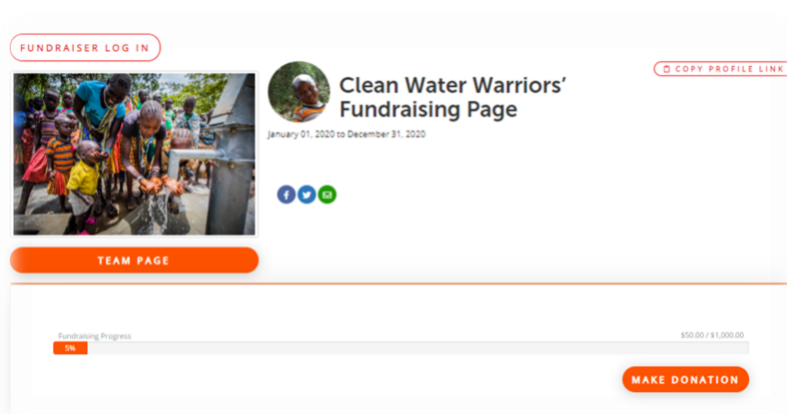 FUNDRAISER LOG IN
COPY PROFILE LINK
Clean Water Warriors’
Fundraising Page
January 01, 2020 to December 31, 2020
TEAM PAGE
Fundraising Progress
$50.00 / $1,000.00
5%
MAKE DONATION